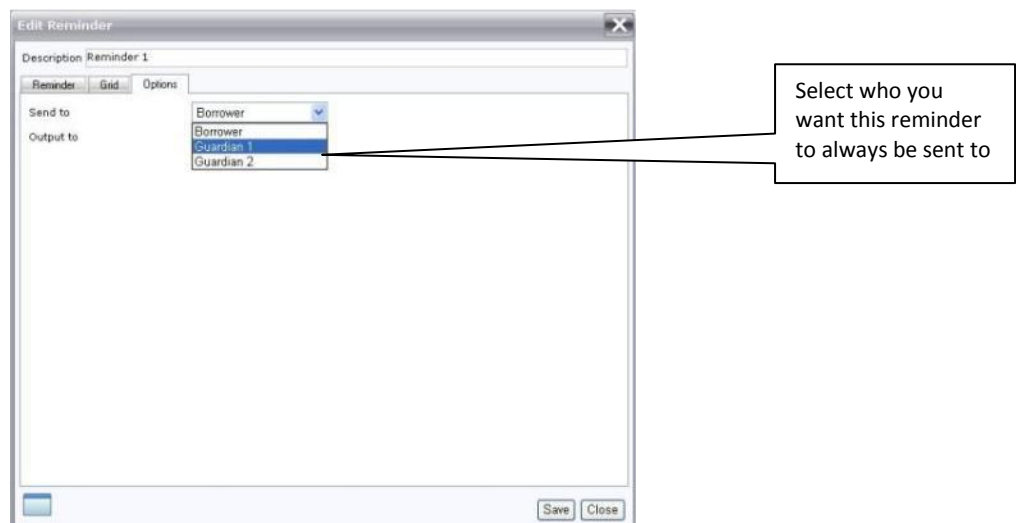 Edit Reminder
Description Reminder 1
Reminder Grid Options
Send to Borrower
Output to
Borrower
Guardian 1
Guardian 2
Select who you
want this reminder
to always be sent to
Save Close